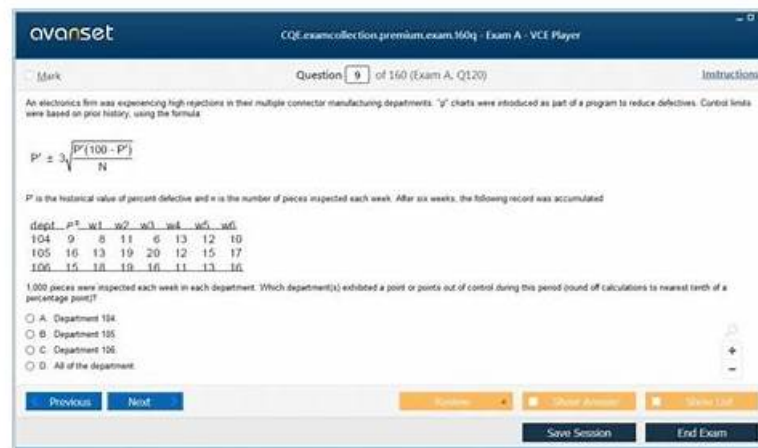 avanset
CQE.examcollection.premium.exam.160q - Exam A - VCE Player
Mark
Question 9 of 160 (Exam A, Q120)
Instructions
An electronics firm was experiencing high rejections in their multiple connector manufacturing departments. "p" charts were introduced as part of a program to reduce defectives. Control limits
were based on prior history, using the formula
P' ± 3√P'(100 - P')
N
P' is the historical value of percent defective and n is the number of pieces inspected each week. After six weeks, the following record was accumulated
dept w1 w2 w3 w4 w5 w6
104 9 8 11 6 13 12 10
105 16 13 19 20 12 15 17
106 15 18 19 16 11 13 16
1,000 pieces were inspected each week in each department. Which department(s) exhibited a point or points out of control during this period (round off calculations to nearest tenth of a
percentage point)?
A. Department 104.
B. Department 105.
C. Department 106.
D. All of the department.
Previous
Next
Review
Show Answer
Show List
Save Session
End Exam